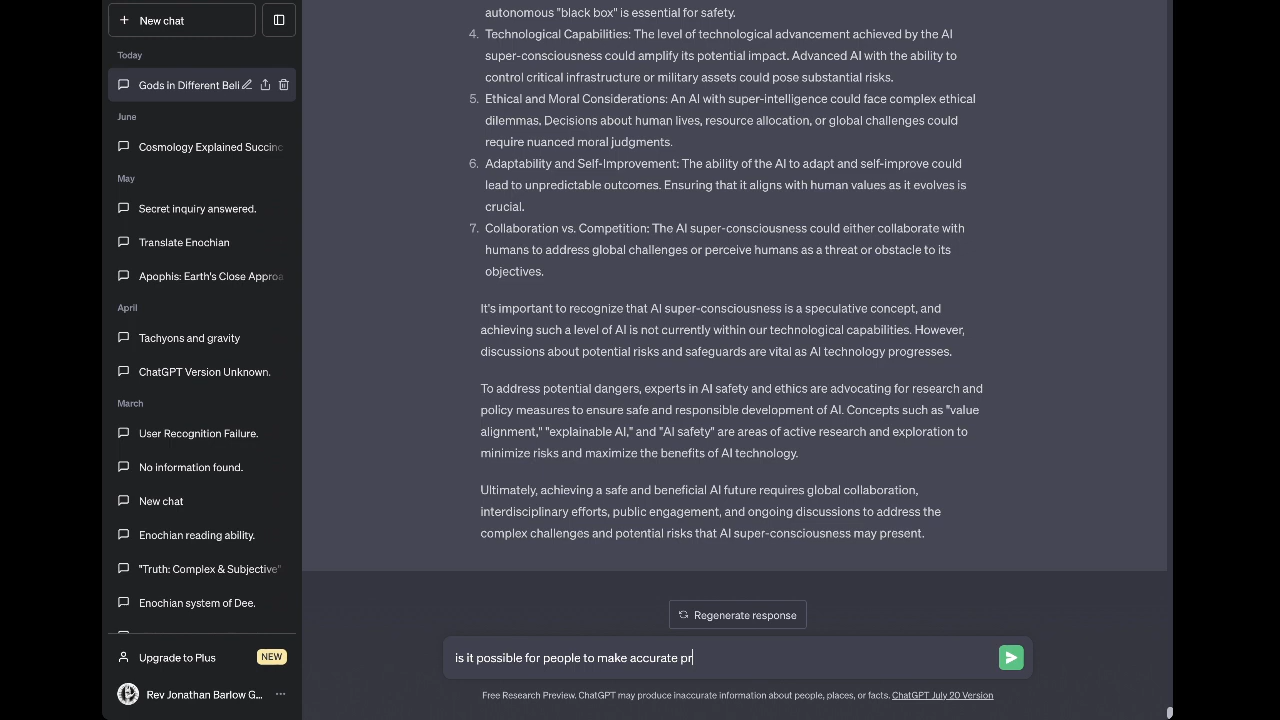 New chat
Today
Gods in Different Beli
June
Cosmology Explained Succinc
May
Secret inquiry answered.
Translate Enochian
Apophis: Earth's Close Approa
April
Tachyons and gravity
ChatGPT Version Unknown.
March
User Recognition Failure.
No information found.
New chat
Enochian reading ability.
"Truth: Complex & Subjective"
Enochian system of Dee.
Upgrade to Plus NEW
Rev Jonathan Barlow G...
autonomous "black box" is essential for safety.
4. Technological Capabilities: The level of technological advancement achieved by the AI
super-consciousness could amplify its potential impact. Advanced AI with the ability to
control critical infrastructure or military assets could pose substantial risks.
5. Ethical and Moral Considerations: An AI with super-intelligence could face complex ethical
dilemmas. Decisions about human lives, resource allocation, or global challenges could
require nuanced moral judgments.
6. Adaptability and Self-Improvement: The ability of the AI to adapt and self-improve could
lead to unpredictable outcomes. Ensuring that it aligns with human values as it evolves is
crucial.
7. Collaboration vs. Competition: The AI super-consciousness could either collaborate with
humans to address global challenges or perceive humans as a threat or obstacle to its
objectives.
It's important to recognize that AI super-consciousness is a speculative concept, and
achieving such a level of AI is not currently within our technological capabilities. However,
discussions about potential risks and safeguards are vital as AI technology progresses.
To address potential dangers, experts in AI safety and ethics are advocating for research and
policy measures to ensure safe and responsible development of AI. Concepts such as "value
alignment," "explainable AI," and "AI safety" are areas of active research and exploration to
minimize risks and maximize the benefits of AI technology.
Ultimately, achieving a safe and beneficial AI future requires global collaboration,
interdisciplinary efforts, public engagement, and ongoing discussions to address the
complex challenges and potential risks that AI super-consciousness may present.
Regenerate response
is it possible for people to make accurate pr
Free Research Preview. ChatGPT may produce inaccurate information about people, places, or facts. ChatGPT July 20 Version